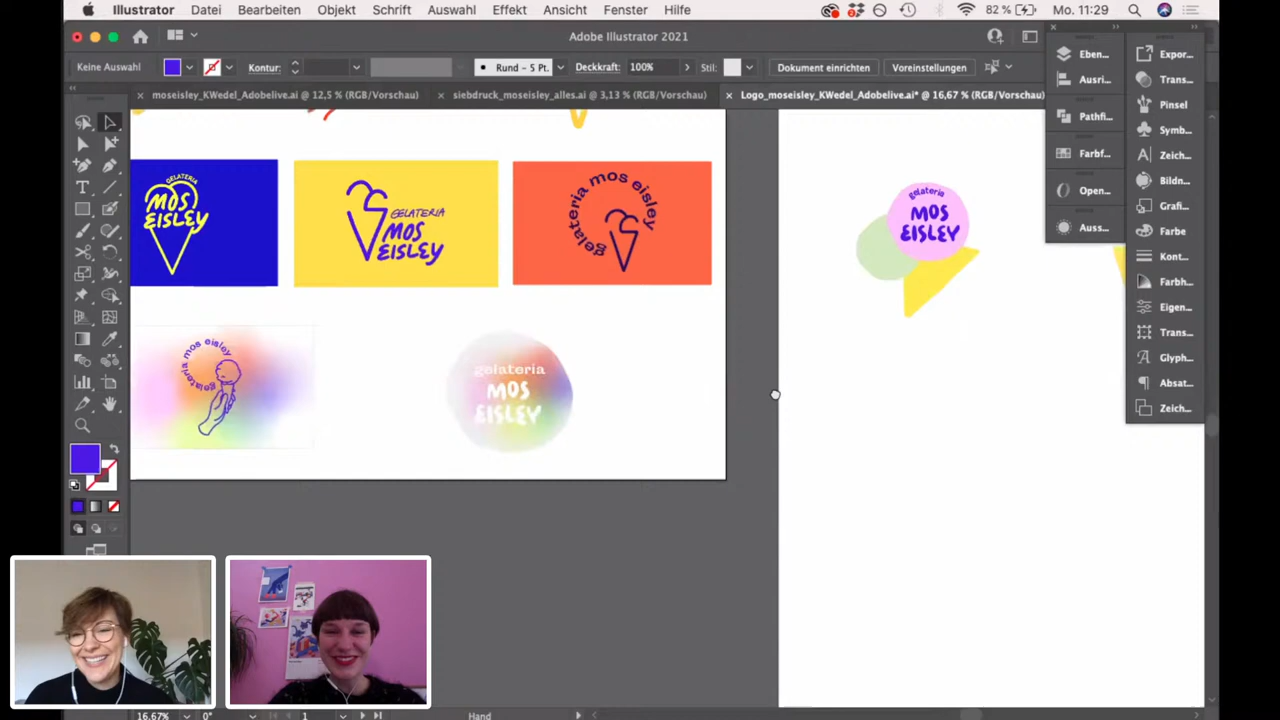 Illustrator Datei Bearbeiten Objekt Schrift Auswahl Effekt Ansicht Fenster Hilfe 82 % Mo. 11:29
Adobe Illustrator 2021
Keine Auswahl Kontur: Rund - 5 Pt. Deckkraft: 100% Stil: Dokument einrichten Voreinstellungen
moseisley_KWedel_Adobelive.ai @ 12,5 % (RGB/Vorschau) siebdruck_moseisley_alles.ai @ 3,13 % (RGB/Vorschau) Logo_moseisley_KWedel_Adobelive.ai* @ 16,67 % (RGB/Vorschau)
Eben...
Ausri...
Pathfi...
Farbf...
Open...
Auss...
Expor...
Trans...
Pinsel
Symb...
Zeich...
Bildn...
Grafi...
Farbe
Kont...
Farbh...
Eigen...
Trans...
Glyph...
Absat...
Zeich...
GELATERIA
MOS
EISLEY
GELATERIA
MOS
EISLEY
gelateria mos eisley
gelateria
MOS
EISLEY
gelateria mos eisley
gelateria
MOS
EISLEY
16,67% 0° 1 Hand